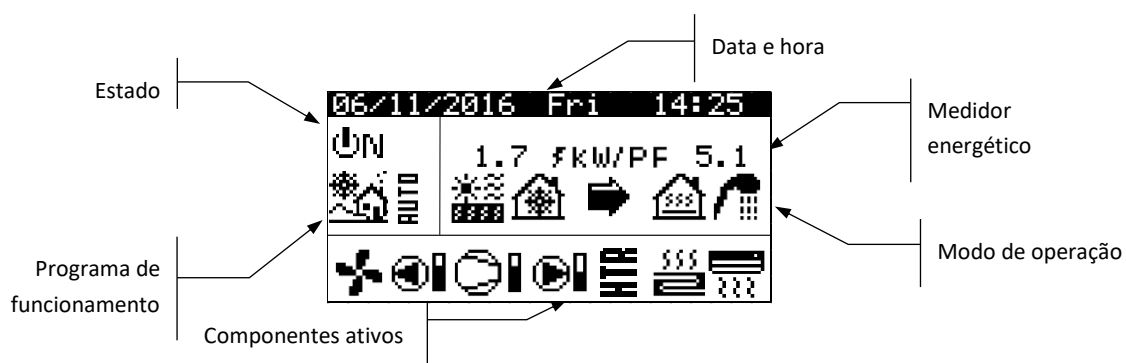 Data e hora
Estado
06/11/2016 Fri 14:25
Medidor
energético
ON
1.7 kW/PF 5.1
AUTO
Modo de operação
Programa de
funcionamento
HTR
Componentes ativos